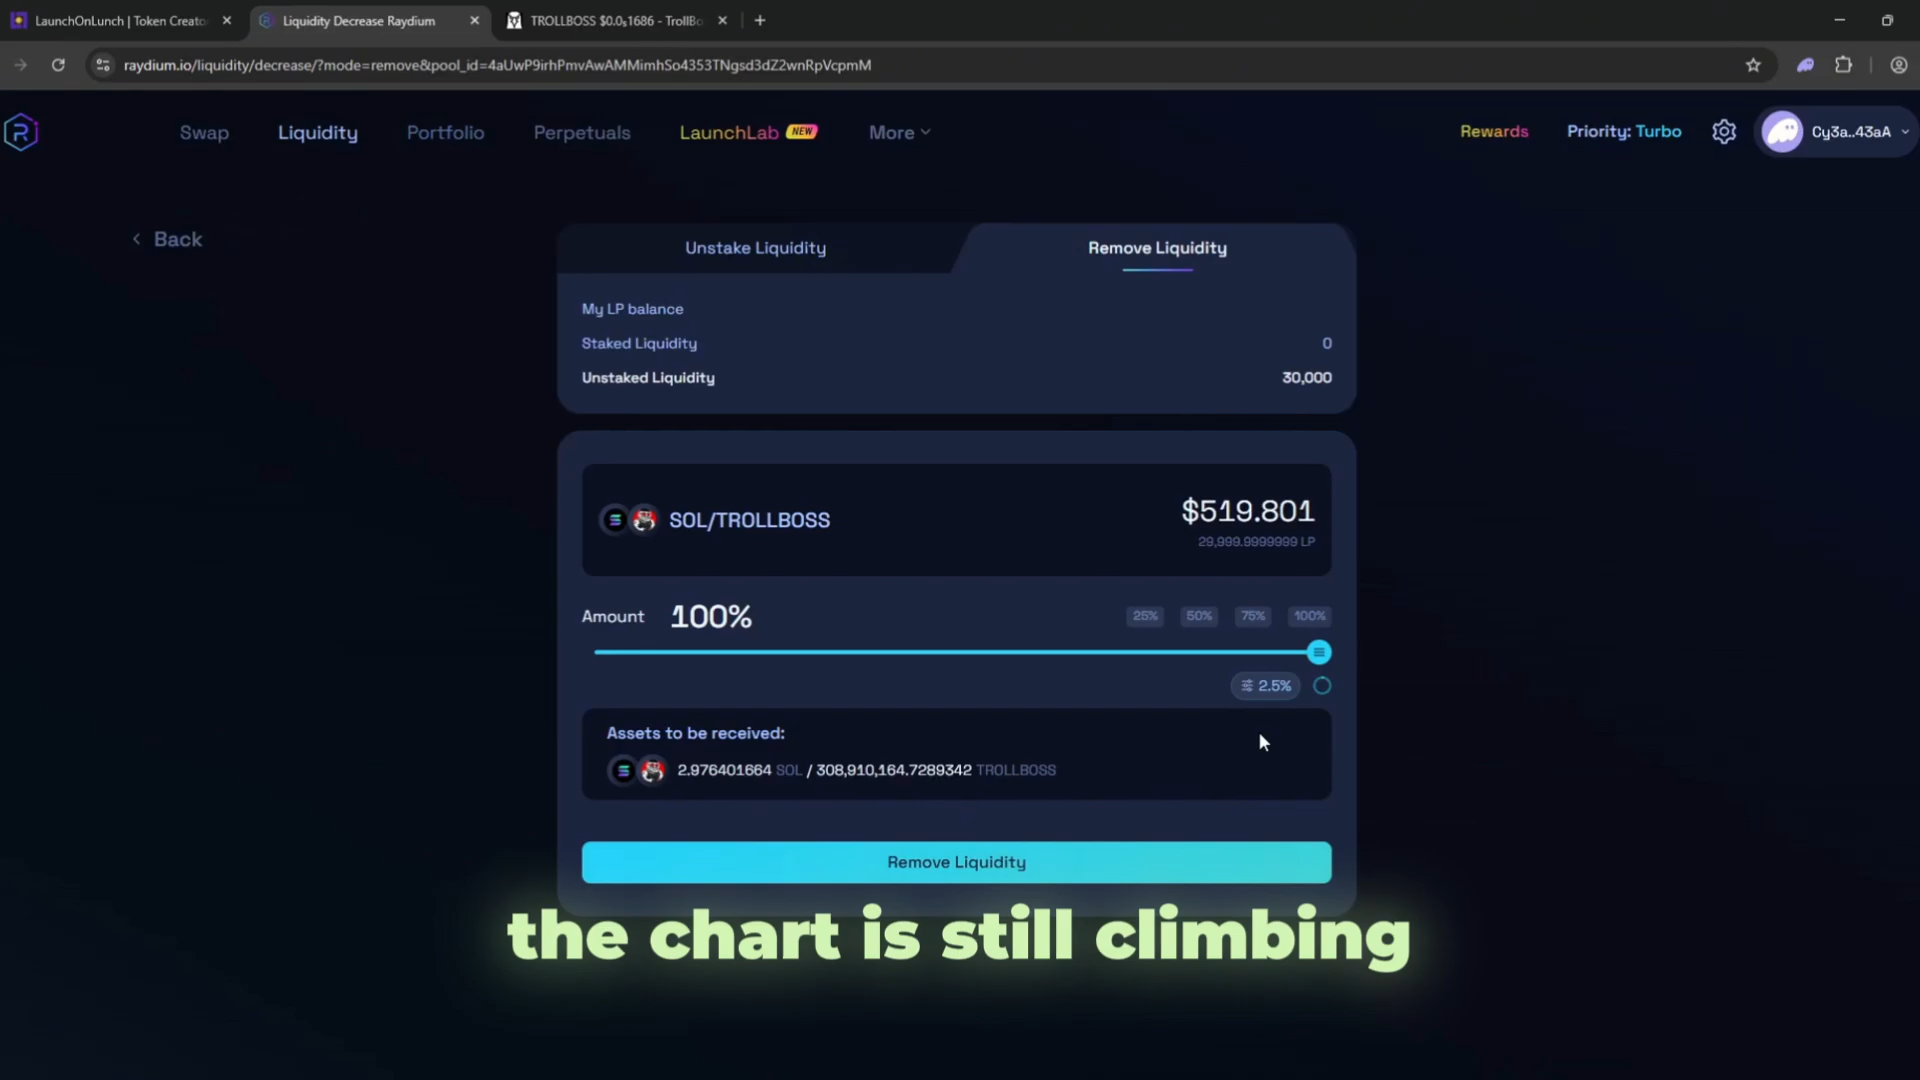 LaunchOnLunch | Token Creato
Liquidity Decrease Raydium
TROLLBOSS $0.0₅1686 - TrollBo
raydium.io/liquidity/decrease/?mode=remove&pool_id=4aUwP9irhPmvAwAMMimhSo4353TNgsd3dZ2wnRpVcpmM
Swap
Liquidity
Portfolio
Perpetuals
LaunchLab NEW
More
Rewards
Priority: Turbo
Cy3a..43aA
Back
Unstake Liquidity
Remove Liquidity
My LP balance
Staked Liquidity 0
Unstaked Liquidity 30,000
SOL/TROLLBOSS
$519.801
29,999.9999999 LP
Amount 100%
25% 50% 75% 100%
2.5%
Assets to be received:
2.976401664 SOL / 308,910,164.7289342 TROLLBOSS
Remove Liquidity
the chart is still climbing